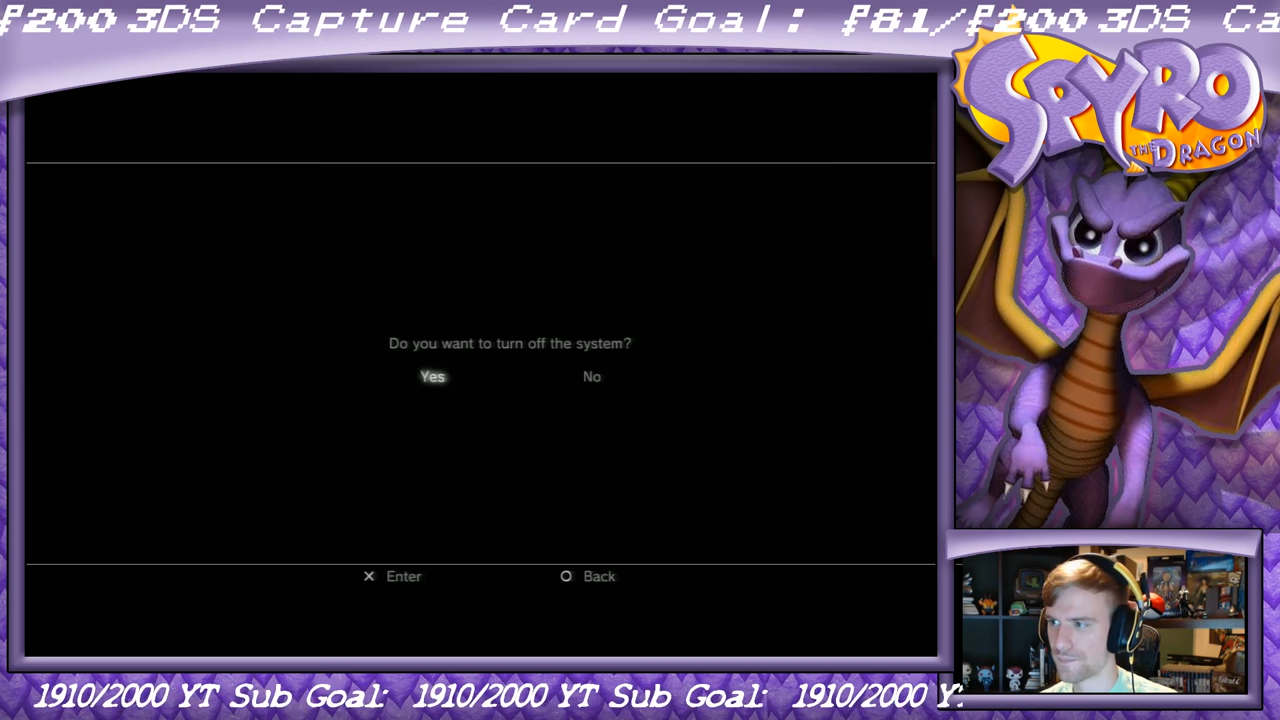 £200 3DS Capture Card Goal: £81/£200 3DS Ca
SPYRO
THE DRAGON
Do you want to turn off the system?
Yes No
X Enter O Back
1910/2000 YT Sub Goal: 1910/2000 YT Sub Goal: 1910/2000 Y